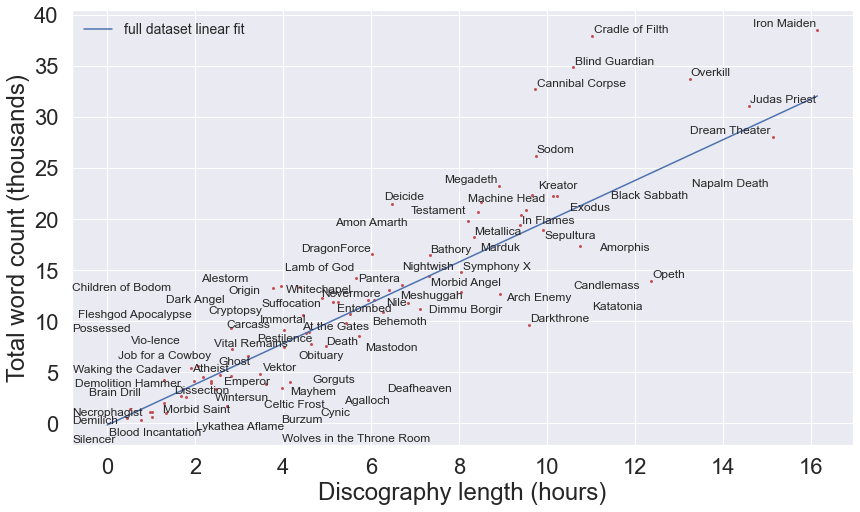 full dataset linear fit
Total word count (thousands)
40
35
30
25
20
15
10
5
0
Cradle of Filth
Iron Maiden
Blind Guardian
Overkill
Cannibal Corpse
Judas Priest
Dream Theater
Sodom
Megadeth
Kreator
Napalm Death
Deicide
Machine Head
Black Sabbath
Testament
Exodus
Amon Amarth
In Flames
Metallica
Sepultura
DragonForce
Bathory
Marduk
Amorphis
Lamb of God
Nightwish
Symphony X
Opeth
Alestorm
Pantera
Morbid Angel
Children of Bodom
Origin
Whitechapel
Nevermore
Meshuggah
Candlemass
Dark Angel
Suffocation
Nile
Arch Enemy
Fleshgod Apocalypse
Cryptopsy
Entombed
Dimmu Borgir
Katatonia
Immortal
Behemoth
Darkthrone
Possessed
Carcass
At the Gates
Vio-lence
Vital Remains
Pestilence
Death
Mastodon
Job for a Cowboy
Ghost
Obituary
Waking the Cadaver
Atheist
Vektor
Demolition Hammer
Emperor
Gorguts
Deafheaven
Brain Drill
Dissection
Wintersun
Mayhem
Agalloch
Necrophagist
Morbid Saint
Celtic Frost
Cynic
Demilich
Lykathea Aflame
Burzum
Blood Incantation
Silencer
Wolves in the Throne Room
0 2 4 6 8 10 12 14 16
Discography length (hours)